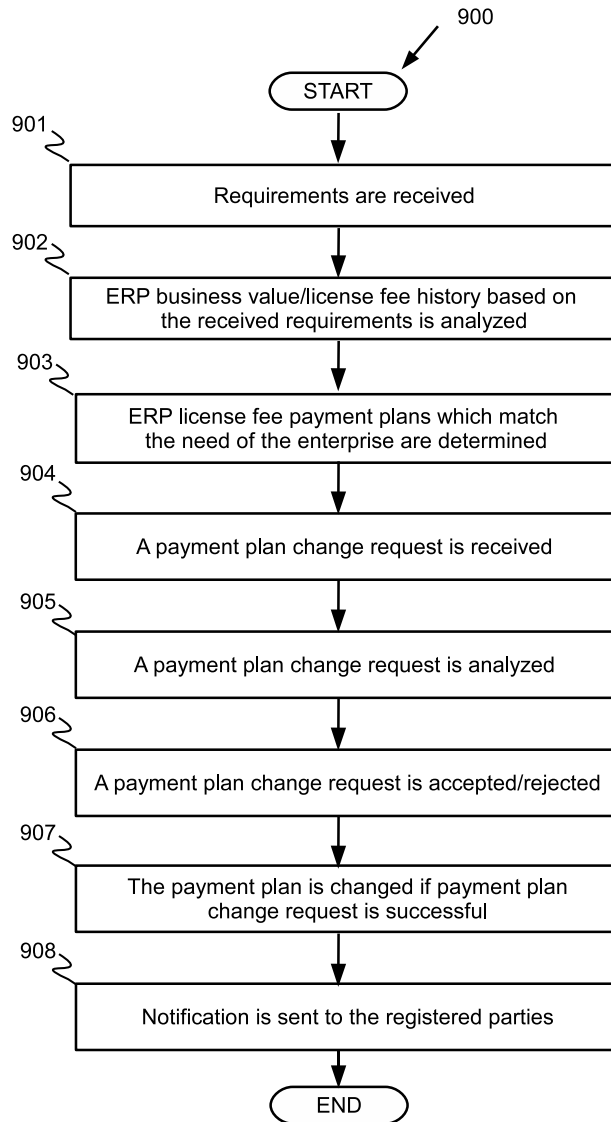 900
START
901
Requirements are received
902
ERP business value/license fee history based on
the received requirements is analyzed
903
ERP license fee payment plans which match
the need of the enterprise are determined
904
A payment plan change request is received
905
A payment plan change request is analyzed
906
A payment plan change request is accepted/rejected
907
The payment plan is changed if payment plan
change request is successful
908
Notification is sent to the registered parties
END